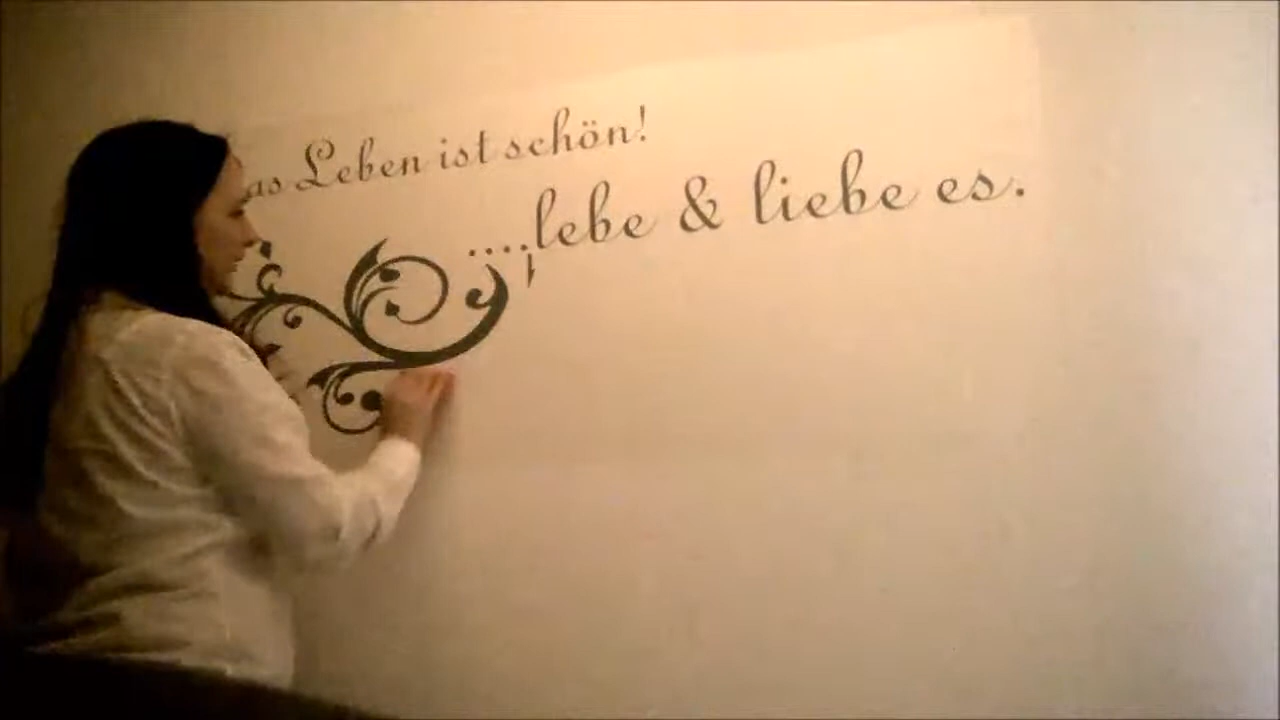 as Leben ist schön!
....lebe & liebe es.